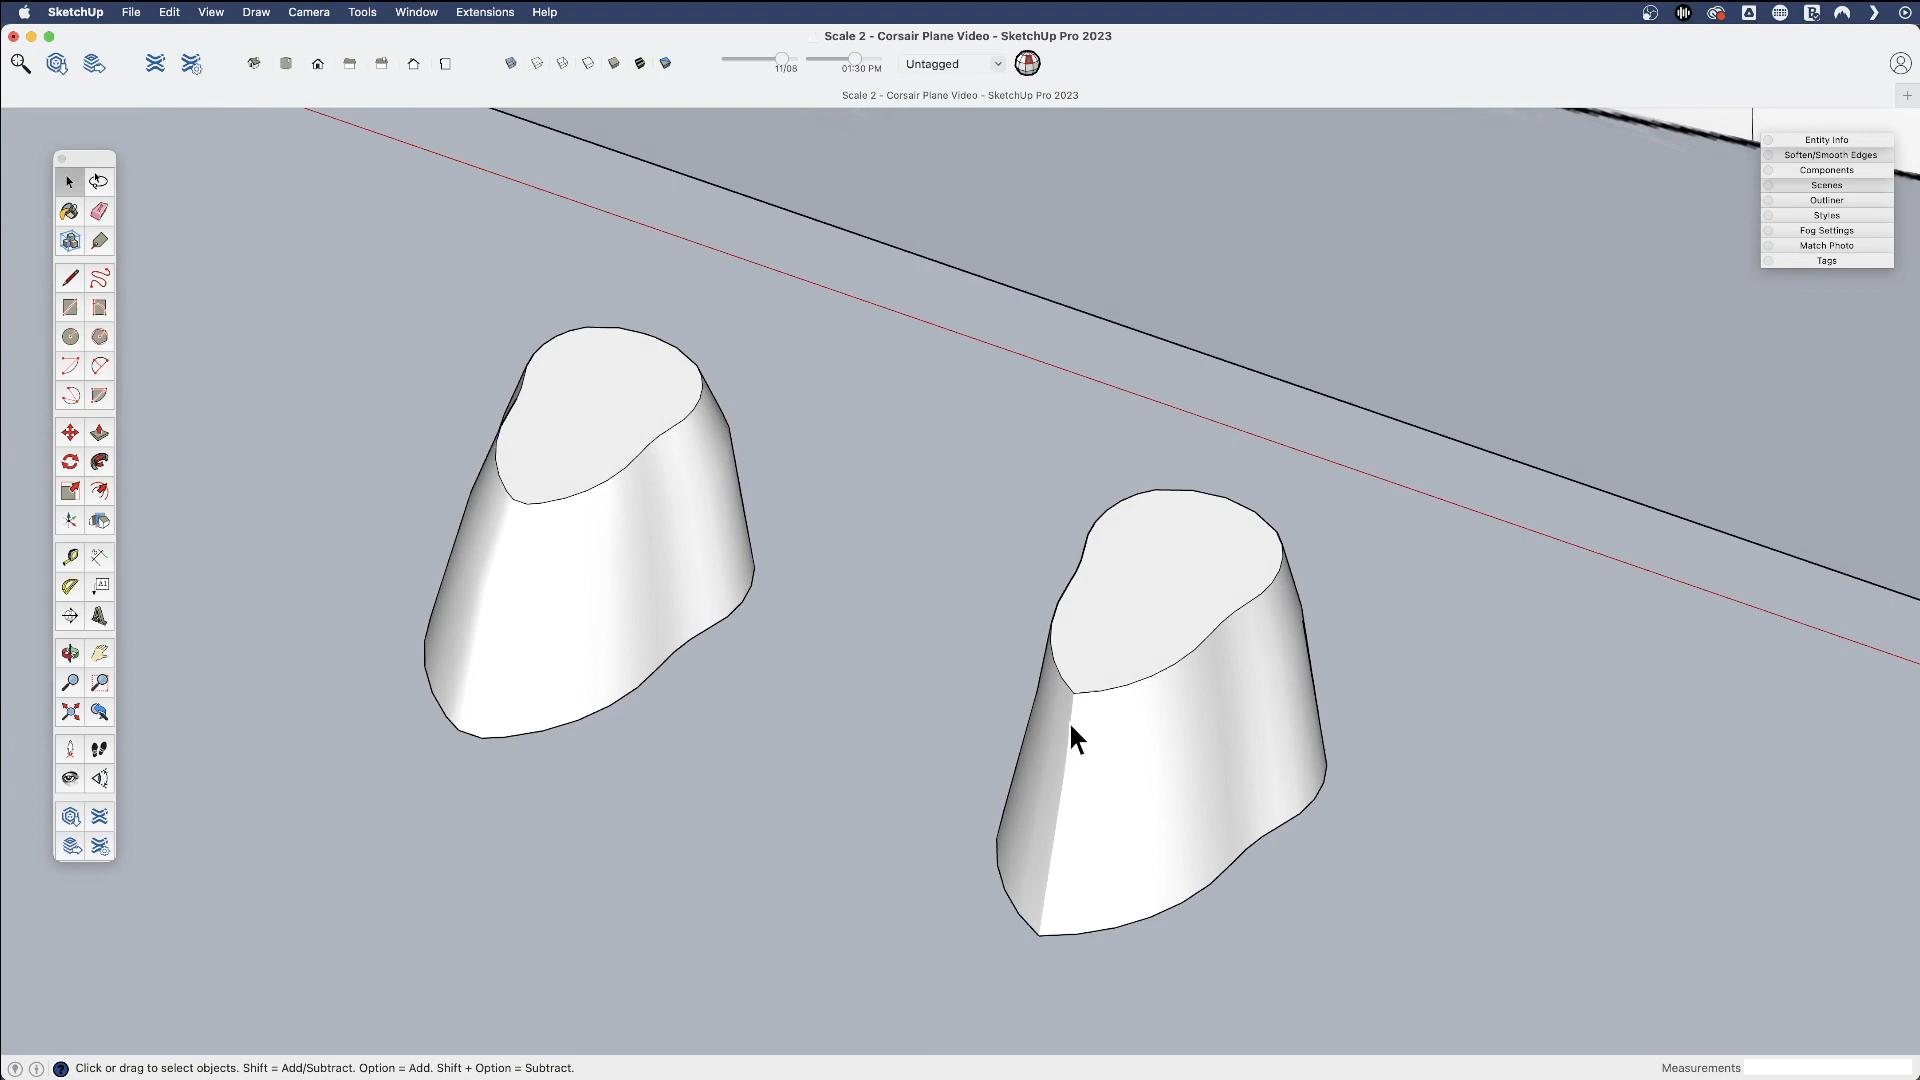 SketchUp File Edit View Draw Camera Tools Window Extensions Help
Scale 2 - Corsair Plane Video - SketchUp Pro 2023
11/08
01:30 PM
Untagged
Scale 2 - Corsair Plane Video - SketchUp Pro 2023
Entity Info
Soften/Smooth Edges
Components
Scenes
Outliner
Styles
Fog Settings
Match Photo
Tags
A1
Click or drag to select objects. Shift = Add/Subtract. Option = Add. Shift + Option = Subtract.
Measurements